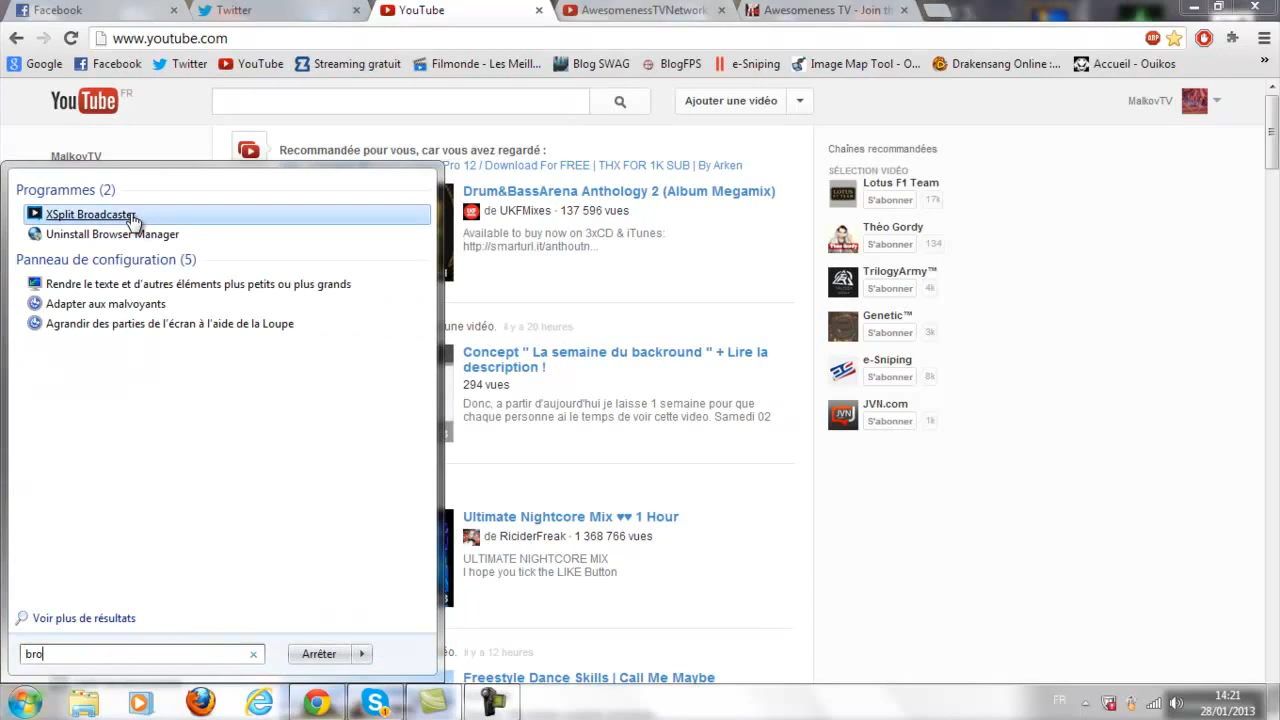 Facebook
Twitter
YouTube
AwesomenessTVNetwork
Awesomeness TV - Join th
www.youtube.com
ABP
Google
Facebook
Twitter
YouTube
Streaming gratuit
Filmonde - Les Meill...
Blog SWAG
BlogFPS
e-Sniping
Image Map Tool - O...
Drakensang Online :...
Accueil - Ouikos
»
YouTube FR
Ajouter une vidéo
MalkovTV
MalkovTV
Recommandée pour vous, car vous avez regardé :
Pro 12 / Download For FREE | THX FOR 1K SUB | By Arken
Drum&BassArena Anthology 2 (Album Megamix)
de UKFMixes · 137 596 vues
Available to buy now on 3xCD & iTunes:
http://smarturl.it/anthoutn...
une vidéo. il y a 20 heures
Concept " La semaine du backround " + Lire la
description !
294 vues
Donc, a partir d'aujourd'hui je laisse 1 semaine pour que
chaque personne ai le temps de voir cette video. Samedi 02
Ultimate Nightcore Mix ♥♥ 1 Hour
de RiciderFreak · 1 368 766 vues
ULTIMATE NIGHTCORE MIX
I hope you tick the LIKE Button
éo. il y a 12 heures
Freestyle Dance Skills | Call Me Maybe
Chaînes recommandées
SÉLECTION VIDÉO
Lotus F1 Team
S'abonner 17k
Théo Gordy
S'abonner 134
TrilogyArmy™
S'abonner 4k
Genetic™
S'abonner 3k
e-Sniping
S'abonner 8k
JVN.com
S'abonner 1k
Programmes (2)
XSplit Broadcaster
Uninstall Browser Manager
Panneau de configuration (5)
Rendre le texte et d'autres éléments plus petits ou plus grands
Adapter aux malvoyants
Agrandir des parties de l'écran à l'aide de la Loupe
Voir plus de résultats
bro
Arrêter
FR
14:21
28/01/2013